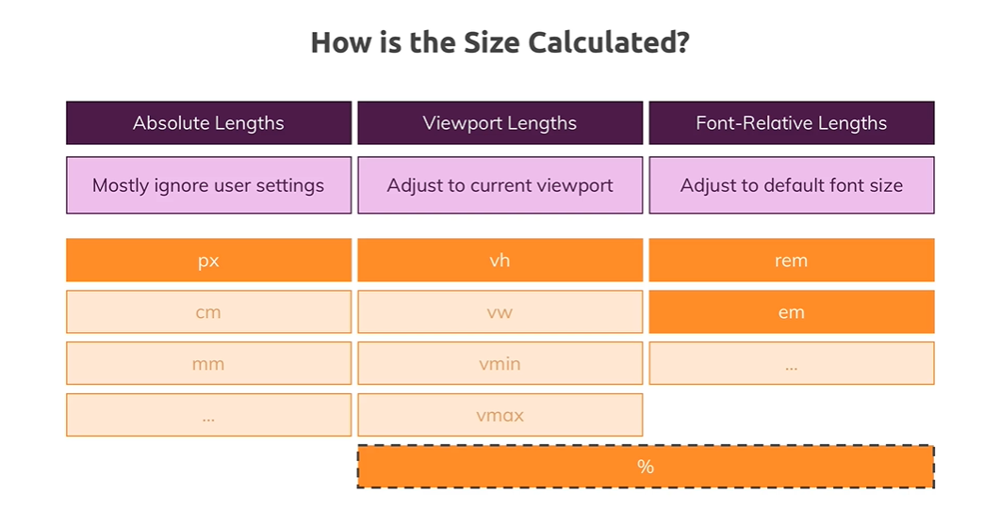 How is the Size Calculated?
Absolute Lengths
Viewport Lengths
Font-Relative Lengths
Mostly ignore user settings
Adjust to current viewport
Adjust to default font size
px
vh
rem
cm
vw
em
mm
vmin
...
...
vmax
%